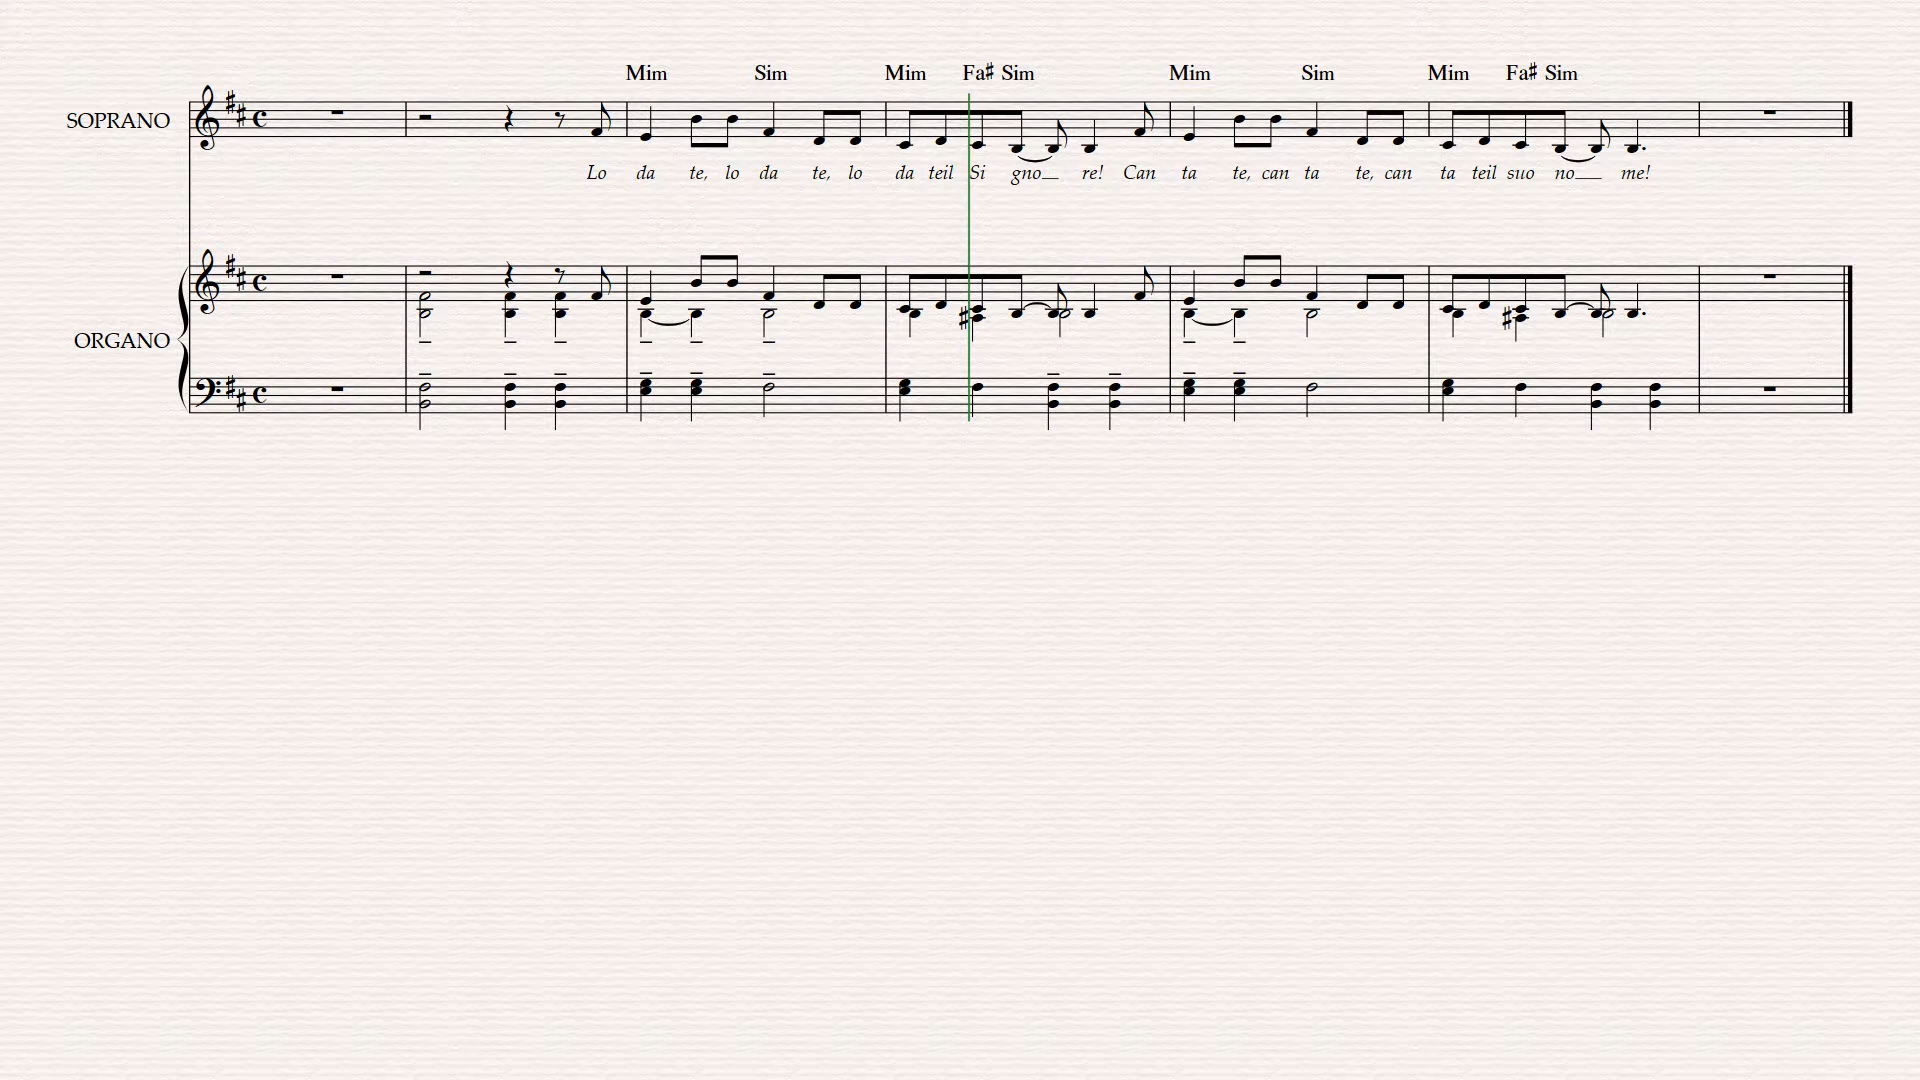 Mim Sim Mim Fa♯ Sim Mim Sim Mim Fa♯ Sim
SOPRANO
Lo da te, lo da te, lo da teil Si gno re! Can ta te, can ta te, can ta teil suo no me!
ORGANO